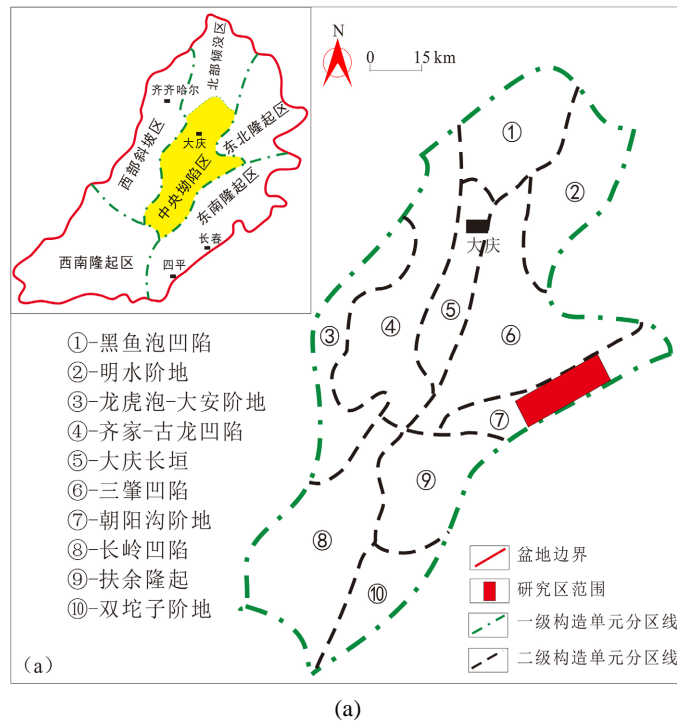 北部倾没区
齐齐哈尔
西部斜坡区
大庆
东北隆起区
中央坳陷区
东南隆起区
长春
西南隆起区
四平
N
0 15 km
①
②
大庆
③
④
⑤
⑥
⑦
⑧
⑨
⑩
①-黑鱼泡凹陷
②-明水阶地
③-龙虎泡-大安阶地
④-齐家-古龙凹陷
⑤-大庆长垣
⑥-三肇凹陷
⑦-朝阳沟阶地
⑧-长岭凹陷
⑨-扶余隆起
⑩-双坨子阶地
盆地边界
研究区范围
一级构造单元分区线
二级构造单元分区线
（a）
(a)